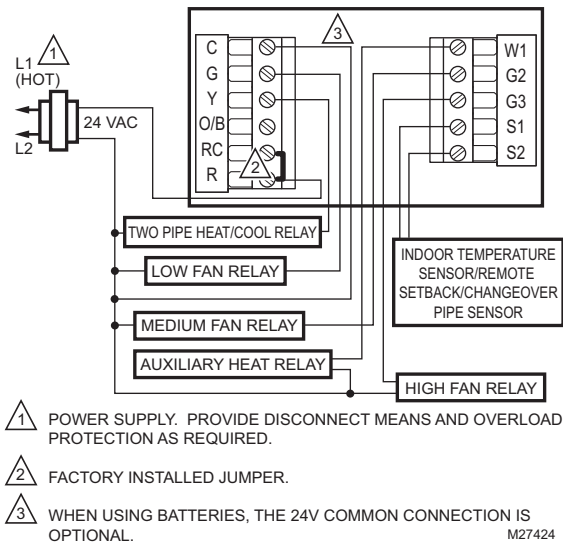 3
C
G
Y
O/B
RC
R
2
W1
G2
G3
S1
S2
1
L1
(HOT)
24 VAC
L2
TWO PIPE HEAT/COOL RELAY
LOW FAN RELAY
MEDIUM FAN RELAY
AUXILIARY HEAT RELAY
INDOOR TEMPERATURE
SENSOR/REMOTE
SETBACK/CHANGEOVER
PIPE SENSOR
HIGH FAN RELAY
1 POWER SUPPLY. PROVIDE DISCONNECT MEANS AND OVERLOAD
PROTECTION AS REQUIRED.
2 FACTORY INSTALLED JUMPER.
3 WHEN USING BATTERIES, THE 24V COMMON CONNECTION IS
OPTIONAL.
M27424